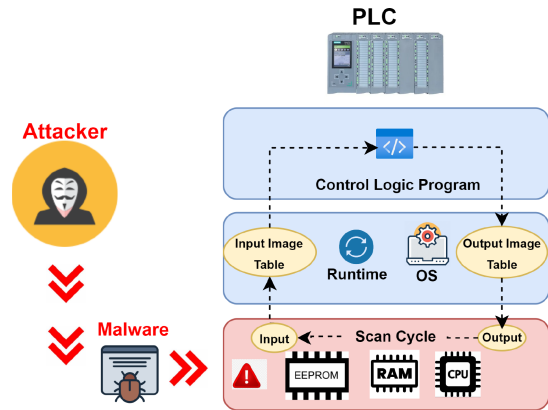 PLC
Attacker
</>
Control Logic Program
Input Image
Table
Runtime
OS
Output Image
Table
Malware
Input
Scan Cycle
Output
EEPROM
RAM
CPU